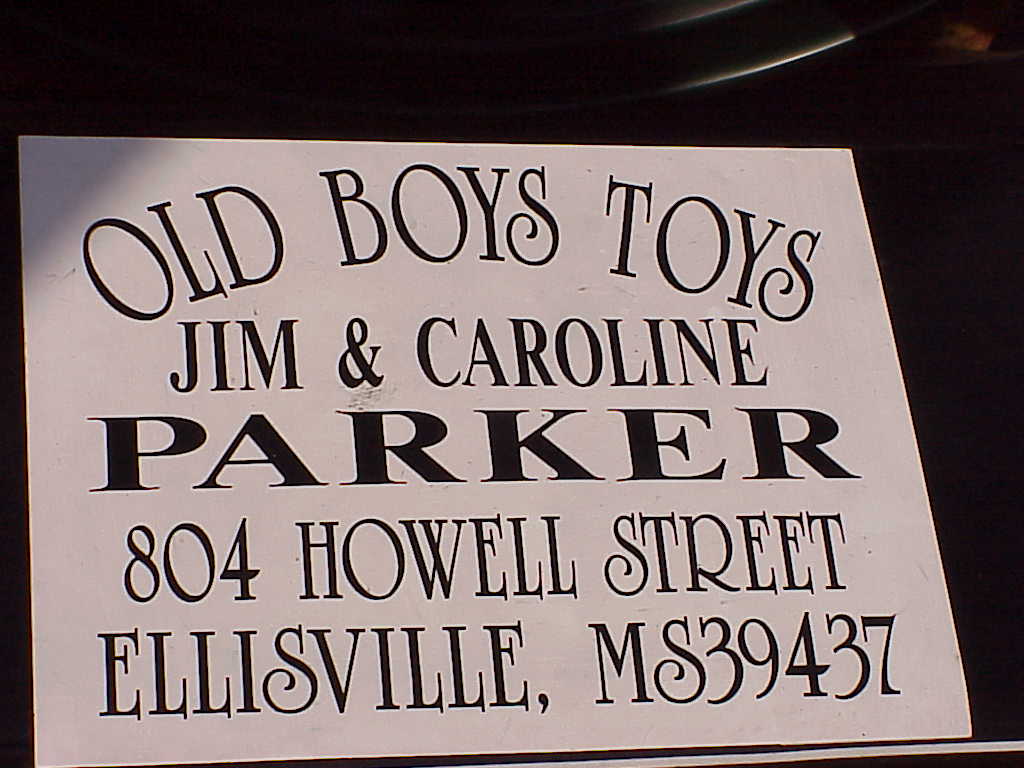 OLD BOYS TOYS
JIM & CAROLINE
PARKER
804 HOWELL STREET
ELLISVILLE, MS39437